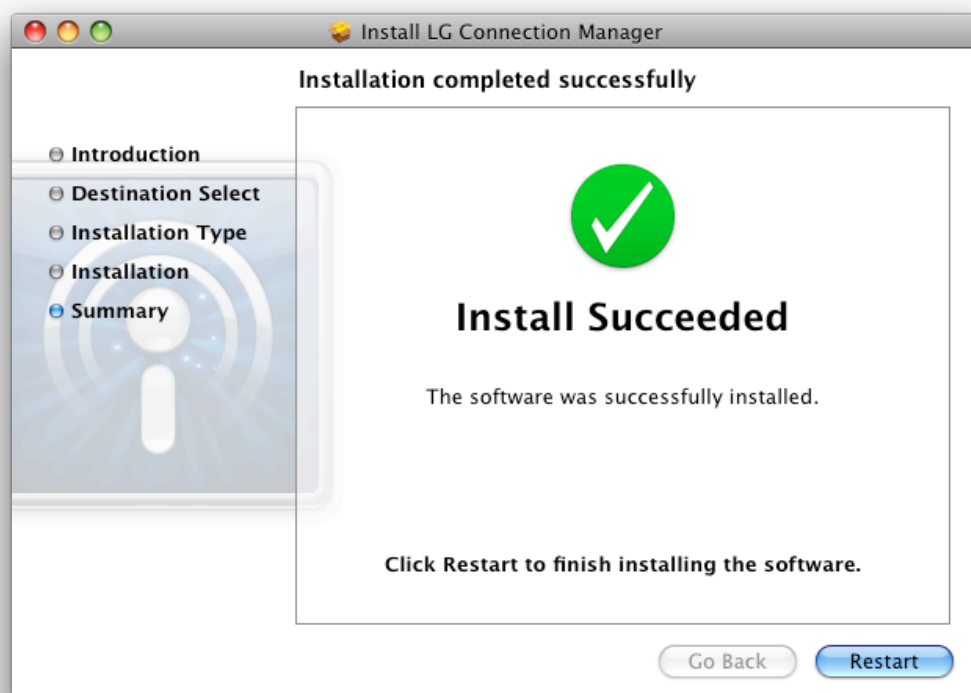 Install LG Connection Manager
Installation completed successfully
Introduction
Destination Select
Installation Type
Installation
Summary
Install Succeeded
The software was successfully installed.
Click Restart to finish installing the software.
Go Back
Restart